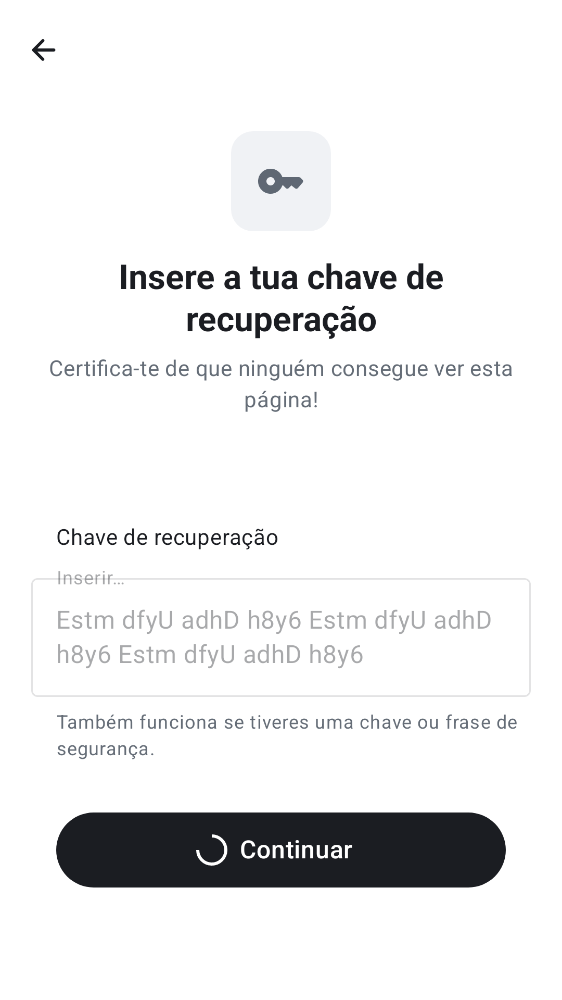 Insere a tua chave de
recuperação
Certifica-te de que ninguém consegue ver esta
página!
Chave de recuperação
Inserir…
Estm dfyU adhD h8y6 Estm dfyU adhD
h8y6 Estm dfyU adhD h8y6
Também funciona se tiveres uma chave ou frase de
segurança.
Continuar